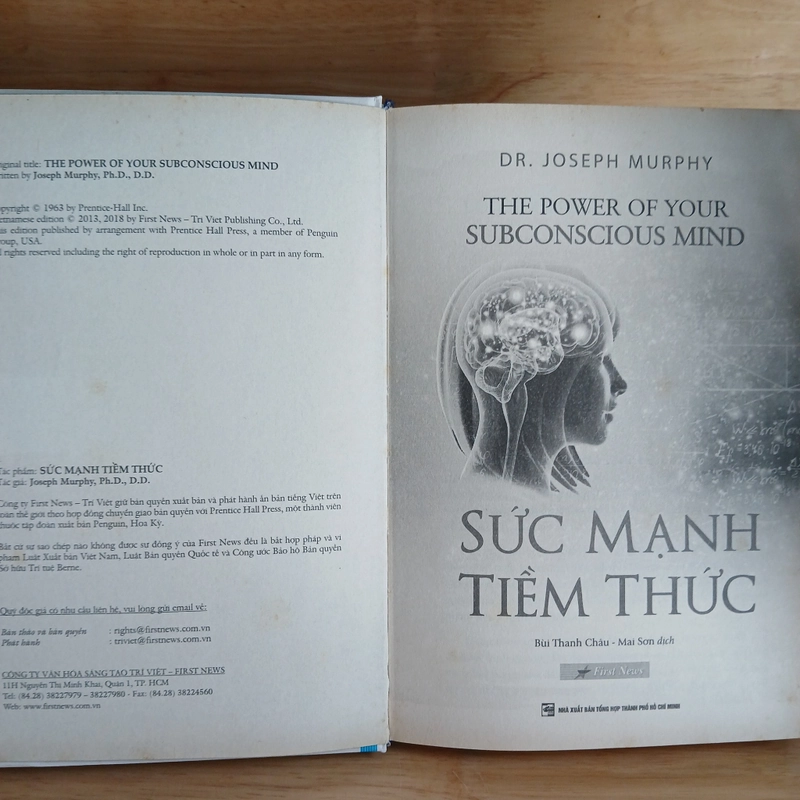 iginal title: THE POWER OF YOUR SUBCONSCIOUS MIND
itten by Joseph Murphy, Ph.D., D.D.
opyright © 1963 by Prentice-Hall Inc.
etnamese edition © 2013, 2018 by First News – Tri Viet Publishing Co., Ltd.
is edition published by arrangement with Prentice Hall Press, a member of Penguin
roup, USA.
l rights reserved including the right of reproduction in whole or in part in any form.
Tác phẩm: SỨC MẠNH TIỀM THỨC
Tác giả: Joseph Murphy, Ph.D., D.D.
Công ty First News – Trí Việt giữ bản quyền xuất bản và phát hành ấn bản tiếng Việt trên
toàn thế giới theo hợp đồng chuyển giao bản quyền với Prentice Hall Press, một thành viên
thuộc tập đoàn xuất bản Penguin, Hoa Kỳ.
Bất cứ sự sao chép nào không được sự đồng ý của First News đều là bất hợp pháp và vi
phạm Luật Xuất bản Việt Nam, Luật Bản quyền Quốc tế và Công ước Bảo hộ Bản quyền
Sở hữu Trí tuệ Berne.
Quý độc giả có nhu cầu liên hệ, vui lòng gửi email về:
Bản thảo và bản quyền : rights@firstnews.com.vn
Phát hành : triviet@firstnews.com.vn
CÔNG TY VĂN HÓA SÁNG TẠO TRÍ VIỆT – FIRST NEWS
11H Nguyễn Thị Minh Khai, Quận 1, TP. HCM
Tel: (84.28) 38227979 – 38227980 - Fax: (84.28) 38224560
Web: www.firstnews.com.vn
DR. JOSEPH MURPHY
THE POWER OF YOUR
SUBCONSCIOUS MIND
SỨC MẠNH
TIỀM THỨC
Bùi Thanh Châu - Mai Sơn dịch
First News
NHÀ XUẤT BẢN TỔNG HỢP THÀNH PHỐ HỒ CHÍ MINH